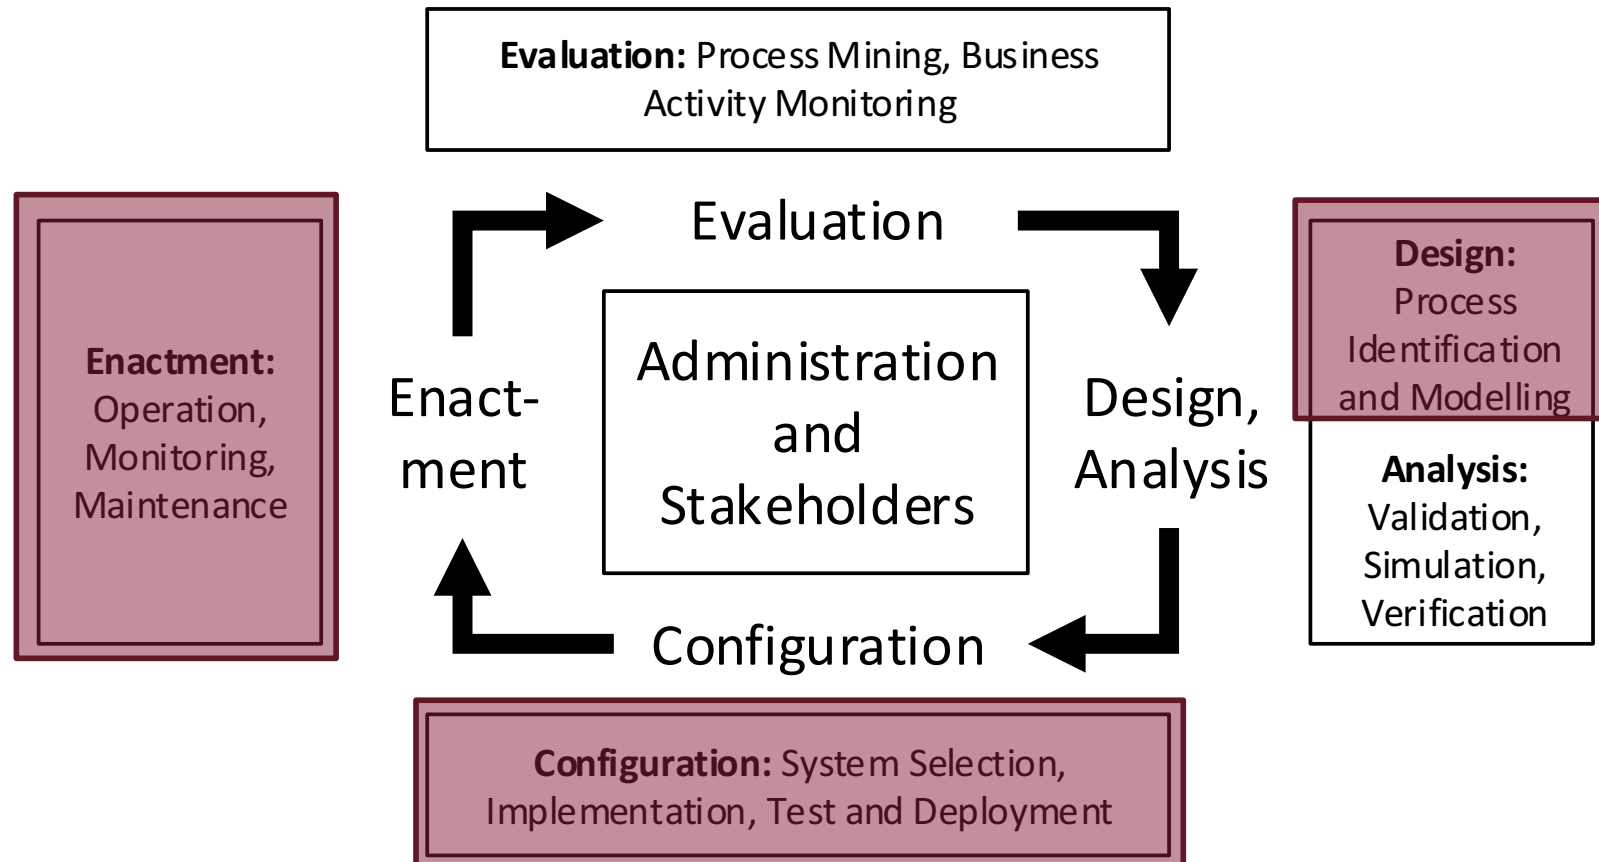 Evaluation: Process Mining, Business
Activity Monitoring
Evaluation
Enactment:
Operation,
Monitoring,
Maintenance
Enact-
ment
Administration
and
Stakeholders
Design,
Analysis
Design:
Process
Identification
and Modelling
Analysis:
Validation,
Simulation,
Verification
Configuration
Configuration: System Selection,
Implementation, Test and Deployment